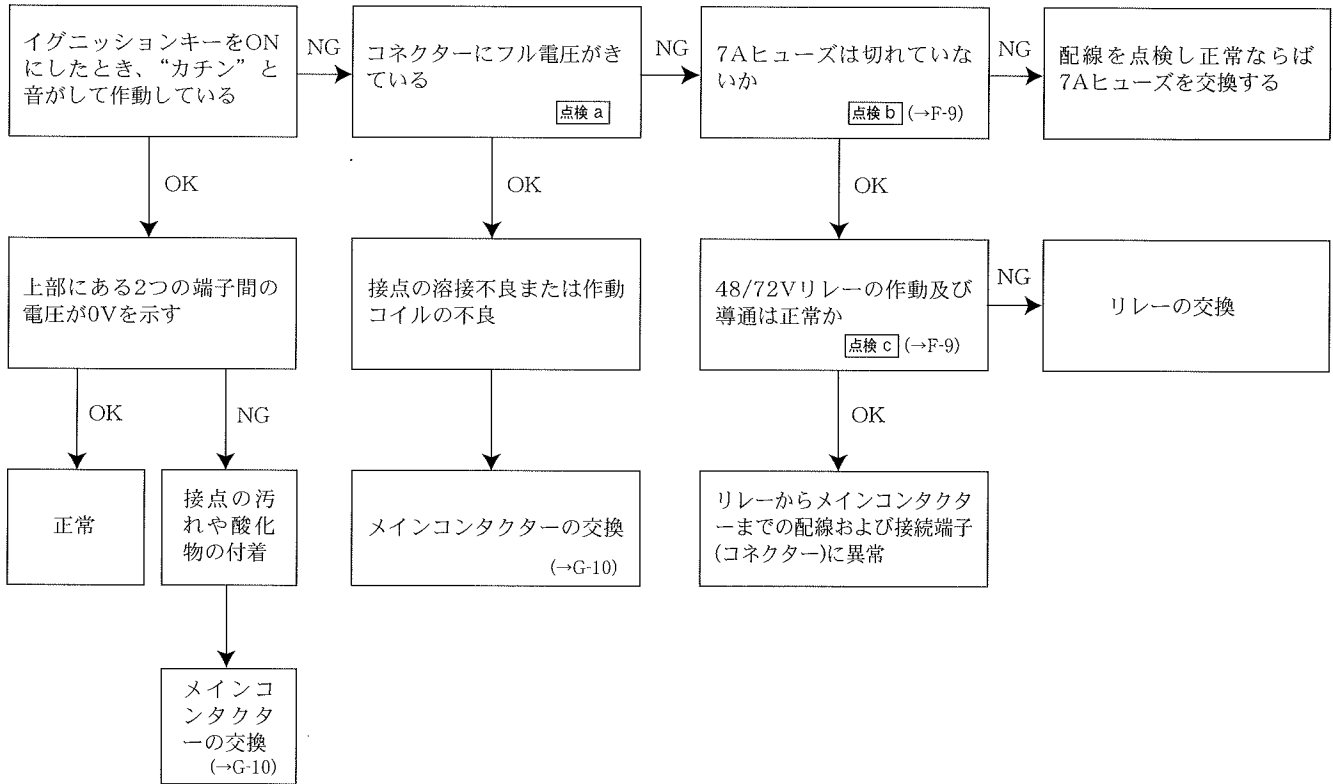 イグニッションキーをON
にしたとき、“カチン” と
音がして作動している
NG
コネクターにフル電圧がき
ている
点検 a
NG
7Aヒューズは切れていな
いか
点検 b (→F-9)
NG
配線を点検し正常ならば
7Aヒューズを交換する
OK
OK
OK
上部にある2つの端子間の
電圧が0Vを示す
接点の溶接不良または作動
コイルの不良
48/72Vリレーの作動及び
導通は正常か
点検 c (→F-9)
NG
リレーの交換
OK
NG
OK
正常
接点の汚
れや酸化
物の付着
メインコンタクターの交換
(→G-10)
リレーからメインコンタクタ
ーまでの配線および接続端子
(コネクター)に異常
メインコ
ンタクタ
ーの交換
(→G-10)